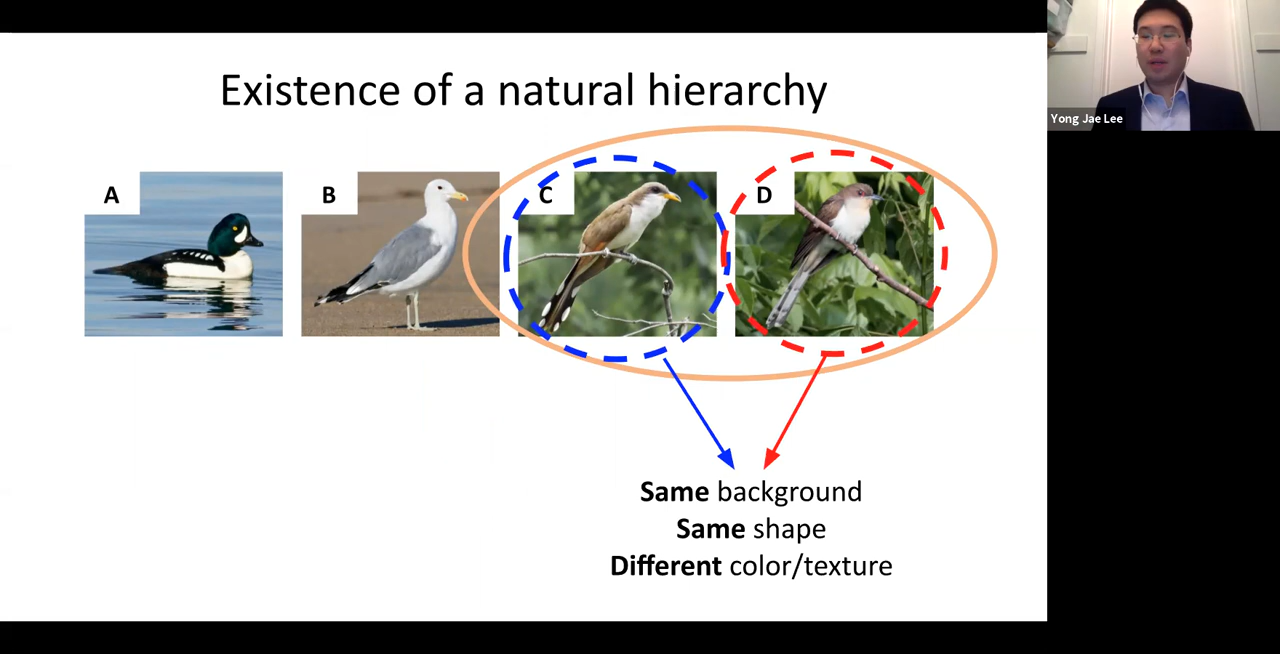 Existence of a natural hierarchy
A
B
C
D
Same background
Same shape
Different color/texture
Yong Jae Lee